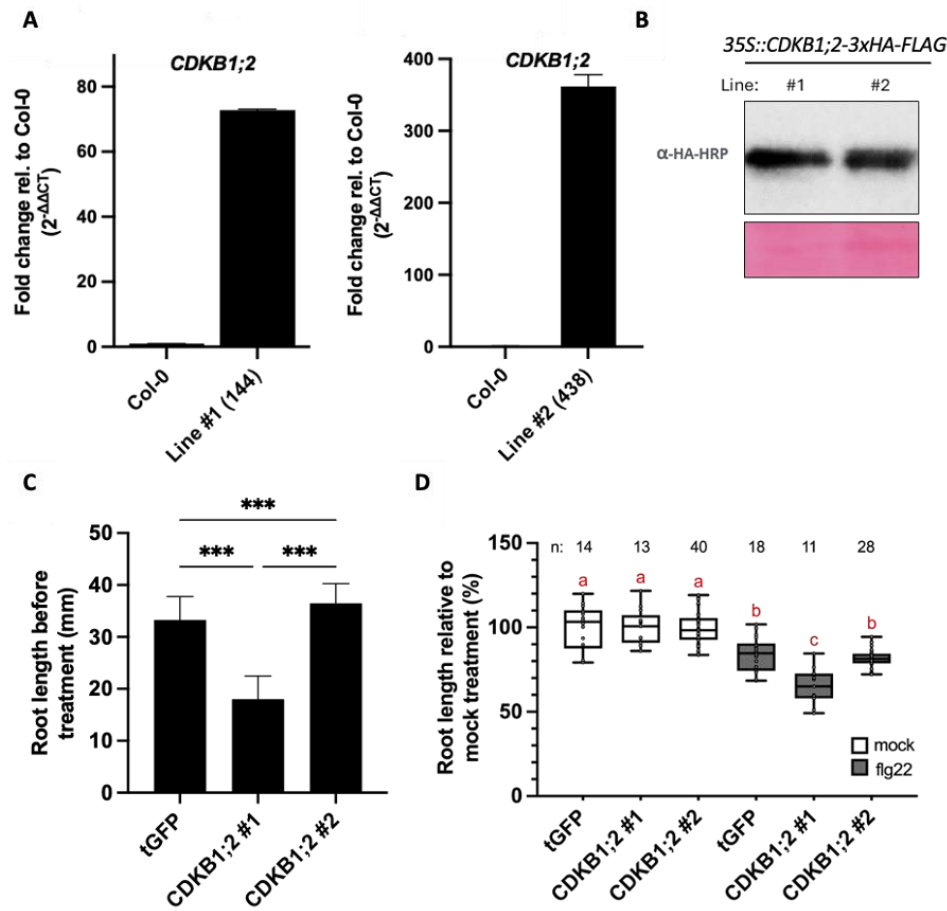 A
CDKB1;2
Fold change rel. to Col-0
(2-ΔΔCT)
80
60
40
20
0
Col-0
Line #1 (144)
CDKB1;2
Fold change rel. to Col-0
(2-ΔΔCT)
400
300
200
100
0
Col-0
Line #2 (438)
B
35S::CDKB1;2-3xHA-FLAG
Line: #1 #2
α-HA-HRP
C
***
*** ***
Root length before
treatment (mm)
50
40
30
20
10
0
tGFP
CDKB1;2 #1
CDKB1;2 #2
D
Root length relative to
mock treatment (%)
150
100
50
0
n: 14 13 40 18 11 28
a a a b c b
mock
flg22
tGFP
CDKB1;2 #1
CDKB1;2 #2
tGFP
CDKB1;2 #1
CDKB1;2 #2